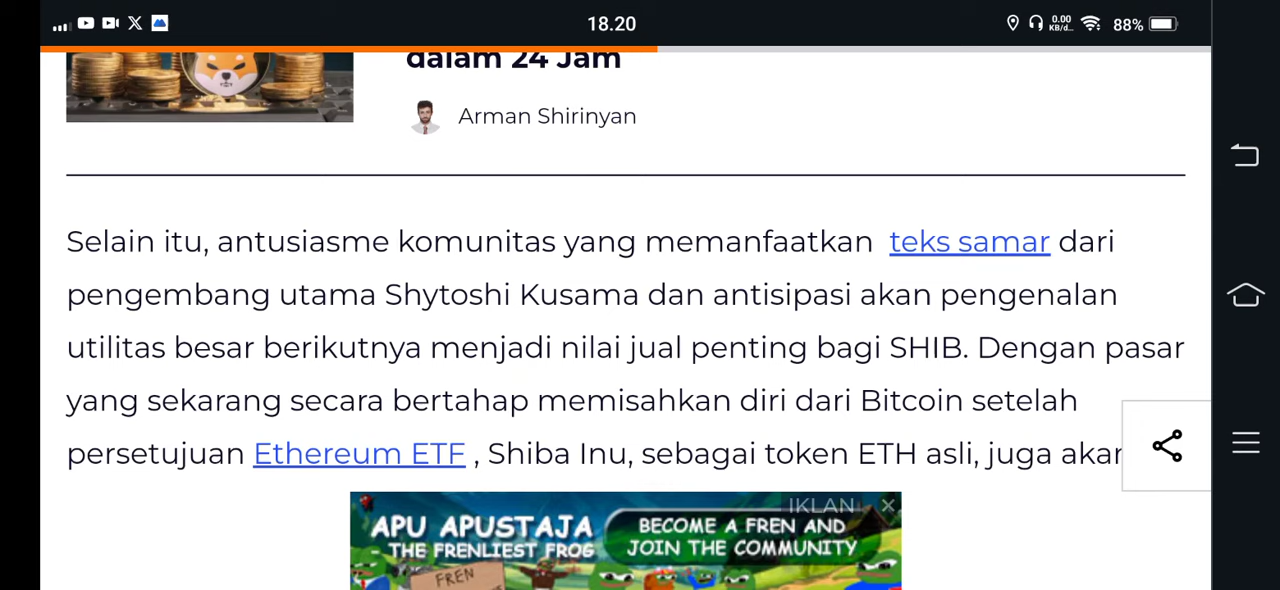 18.20
0.00
KB/d...
88%
dalam 24 Jam
Arman Shirinyan
Selain itu, antusiasme komunitas yang memanfaatkan teks samar dari
pengembang utama Shytoshi Kusama dan antisipasi akan pengenalan
utilitas besar berikutnya menjadi nilai jual penting bagi SHIB. Dengan pasar
yang sekarang secara bertahap memisahkan diri dari Bitcoin setelah
persetujuan Ethereum ETF , Shiba Inu, sebagai token ETH asli, juga akan
IKLAN
APU APUSTAJA
- THE FRENLIEST FROG
BECOME A FREN AND
JOIN THE COMMUNITY
FREN